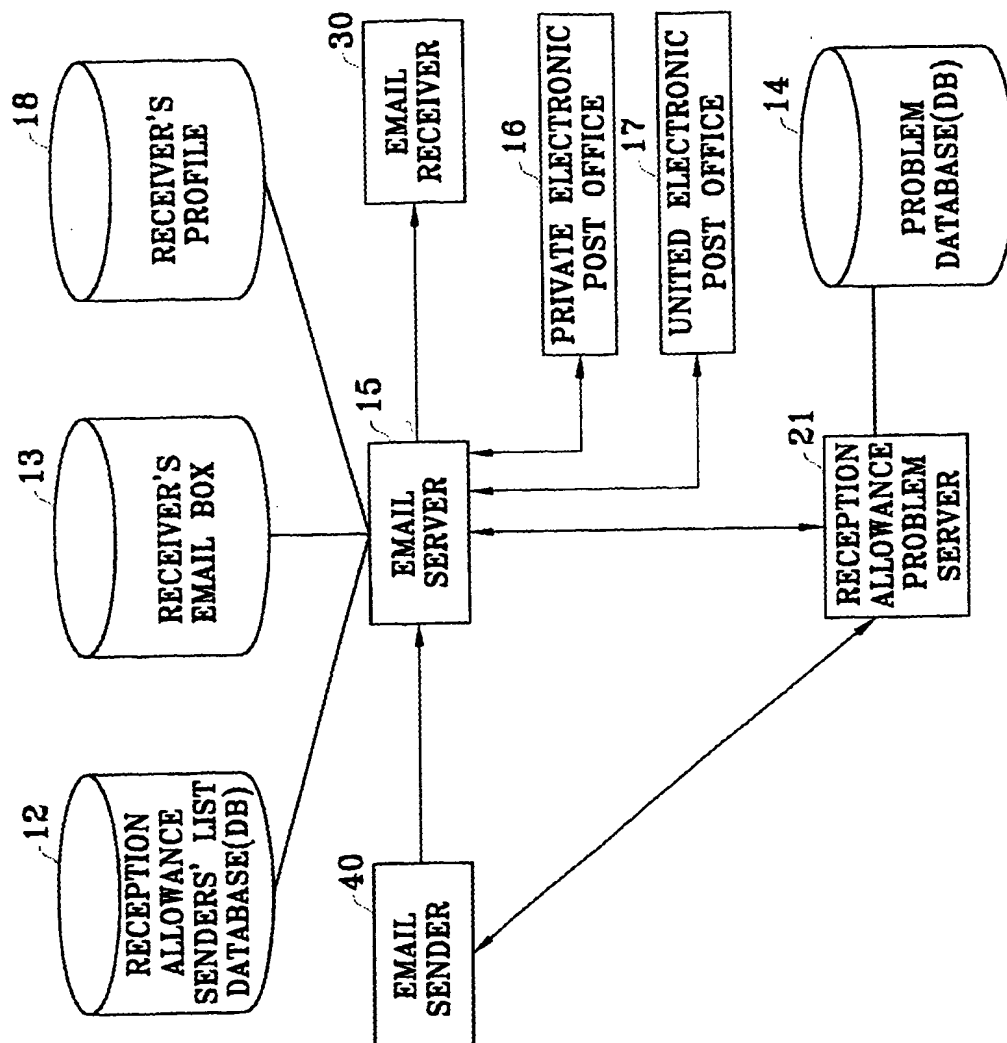 12
RECEPTION
ALLOWANCE
SENDERS' LIST
DATABASE(DB)
13
RECEIVER'S
EMAIL BOX
18
RECEIVER'S
PROFILE
40
EMAIL
SENDER
15
EMAIL
SERVER
30
EMAIL
RECEIVER
16
PRIVATE ELECTRONIC
POST OFFICE
17
UNITED ELECTRONIC
POST OFFICE
21
RECEPTION
ALLOWANCE
PROBLEM
SERVER
14
PROBLEM
DATABASE(DB)